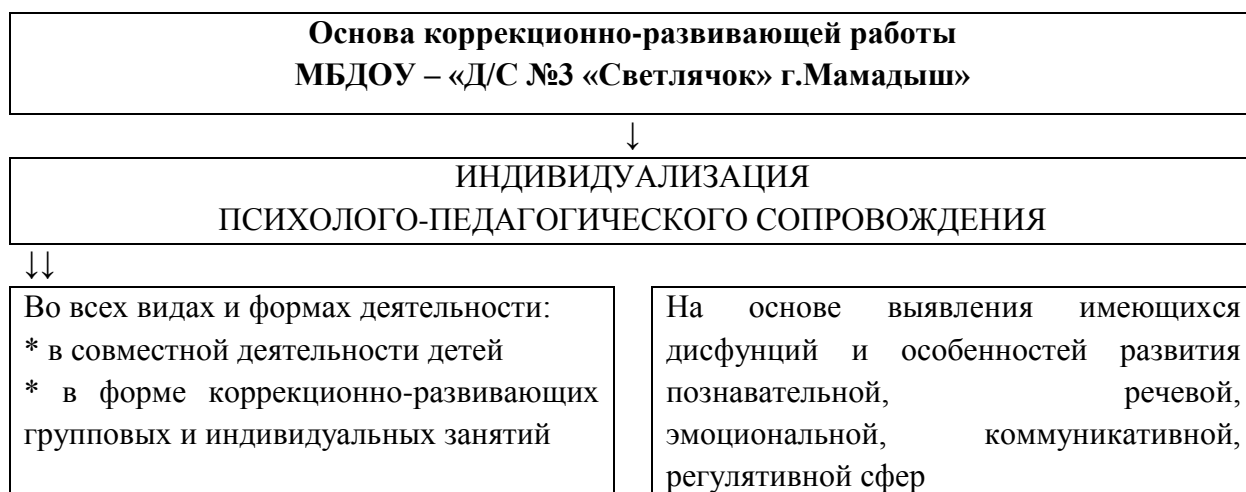 Основа коррекционно-развивающей работы
МБДОУ – «Д/С №3 «Светлячок» г.Мамадыш»
↓
ИНДИВИДУАЛИЗАЦИЯ
ПСИХОЛОГО-ПЕДАГОГИЧЕСКОГО СОПРОВОЖДЕНИЯ
↓↓
Во всех видах и формах деятельности:
* в совместной деятельности детей
* в форме коррекционно-развивающих
групповых и индивидуальных занятий
На основе выявления имеющихся
дисфунций и особенностей развития
познавательной, речевой,
эмоциональной, коммуникативной,
регулятивной сфер